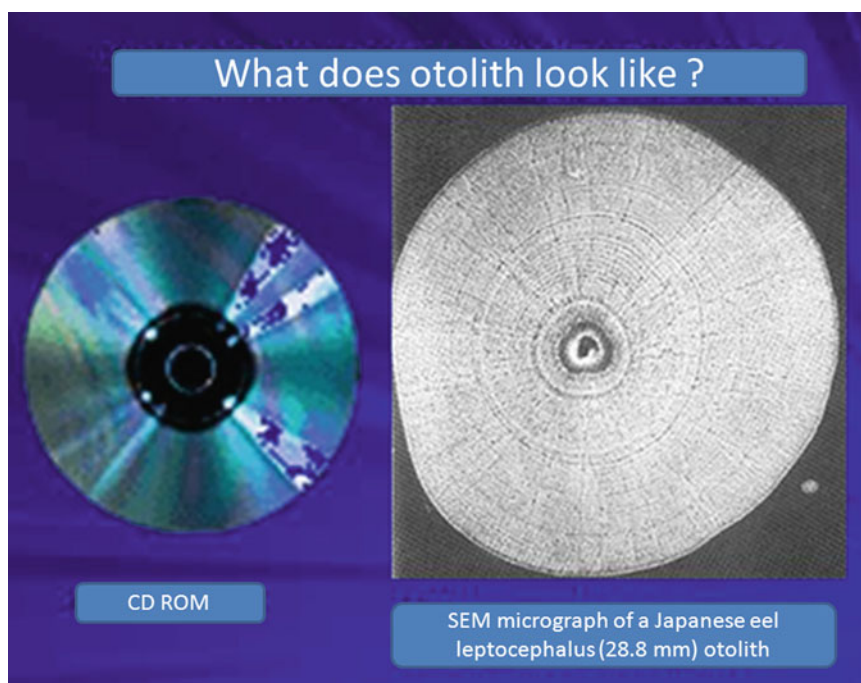 What does otolith look like ?
CD ROM
SEM micrograph of a Japanese eel
leptocephalus (28.8 mm) otolith